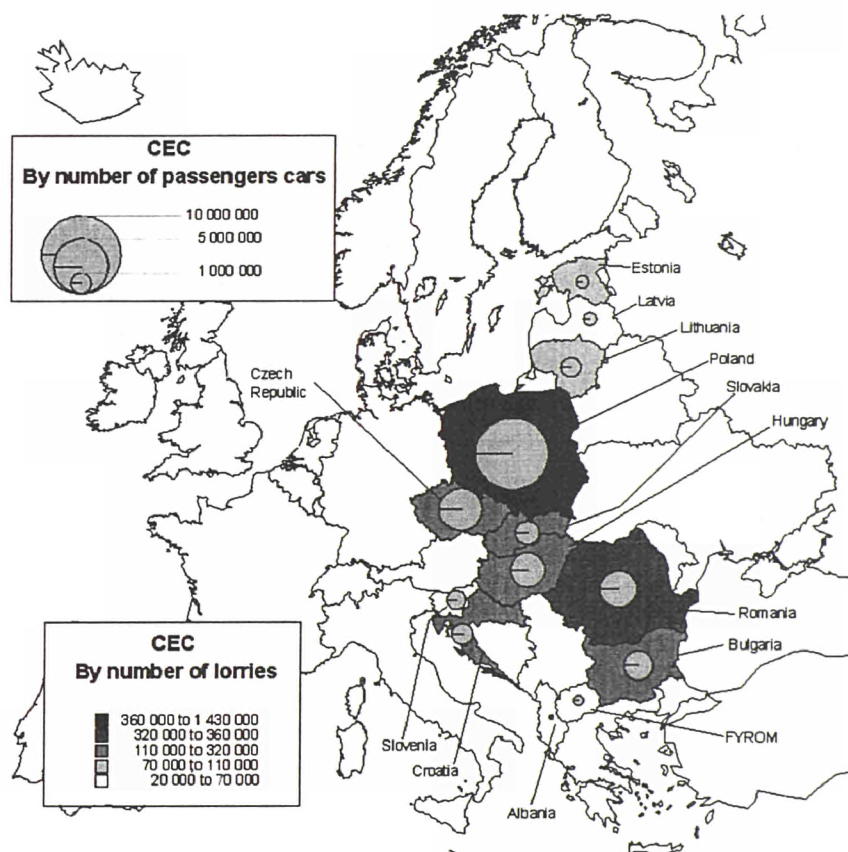 CEC
By number of passengers cars
10 000 000
5 000 000
1 000 000
Estonia
Latvia
Lithuania
Poland
Slovakia
Hungary
Czech
Republic
Romania
Bulgaria
FYROM
Albania
Croatia
Slovenia
CEC
By number of lorries
360 000 to 1 430 000
320 000 to 360 000
110 000 to 320 000
70 000 to 110 000
20 000 to 70 000